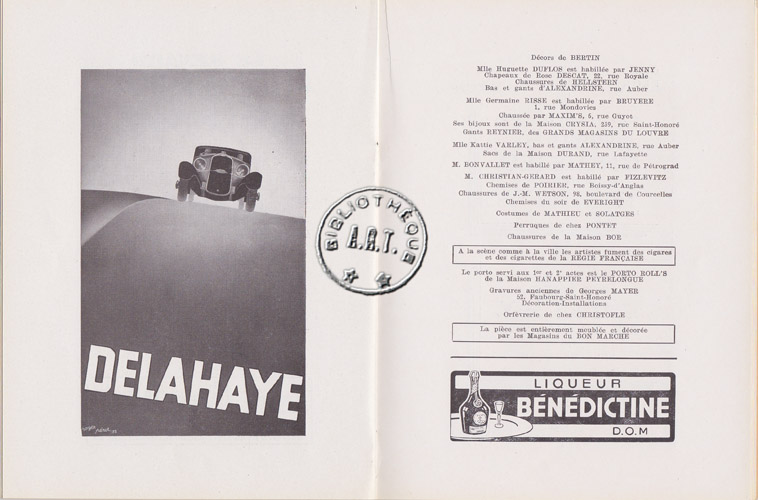 DELAHAYE
BIBLIOTHÈQUE
A.R.T.
Décors de BERTIN
Mlle Huguette DUFLOS est habillée par JENNY
Chapeaux de Rose DESCAT, 22, rue Royale
Chaussures de HELLSTERN
Bas et gants d'ALEXANDRINE, rue Auber
Mlle Germaine RISSE est habillée par BRUYERE
1, rue Mondovies
Chaussée par MAXIM'S, 5, rue Guyot
Ses bijoux sont de la Maison CRYSIA, 259, rue Saint-Honoré
Gants REYNIER, des GRANDS MAGASINS DU LOUVRE
Mlle Kattie VARLEY, bas et gants ALEXANDRINE, rue Auber
Sacs de la Maison DURAND, rue Lafayette
M. BONVALLET est habillé par MATHEY, 11, rue de Pétrograd
M. CHRISTIAN-GERARD est habillé par FIZLEVITZ
Chemises de POIRIER, rue Boissy-d'Anglas
Chaussures de J.-M. WETSON, 98, boulevard de Courcelles
Chemises du soir de EVERIGHT
Costumes de MATHIEU et SOLATGES
Perruques de chez PONTET
Chaussures de la Maison BOR
A la scène comme à la ville les artistes fument des cigares
et des cigarettes de la RÉGIE FRANÇAISE
Le porto servi aux 1er et 2e actes est le PORTO ROLL'S
de la Maison HANAPPIER PEYRELONGUE
Gravures anciennes de Georges MAYER
52, Faubourg-Saint-Honoré
Décoration-Installations
Orfèvrerie de chez CHRISTOFLE
La pièce est entièrement meublée et décorée
par les Magasins du BON MARCHE
LIQUEUR
BÉNÉDICTINE
D.O.M